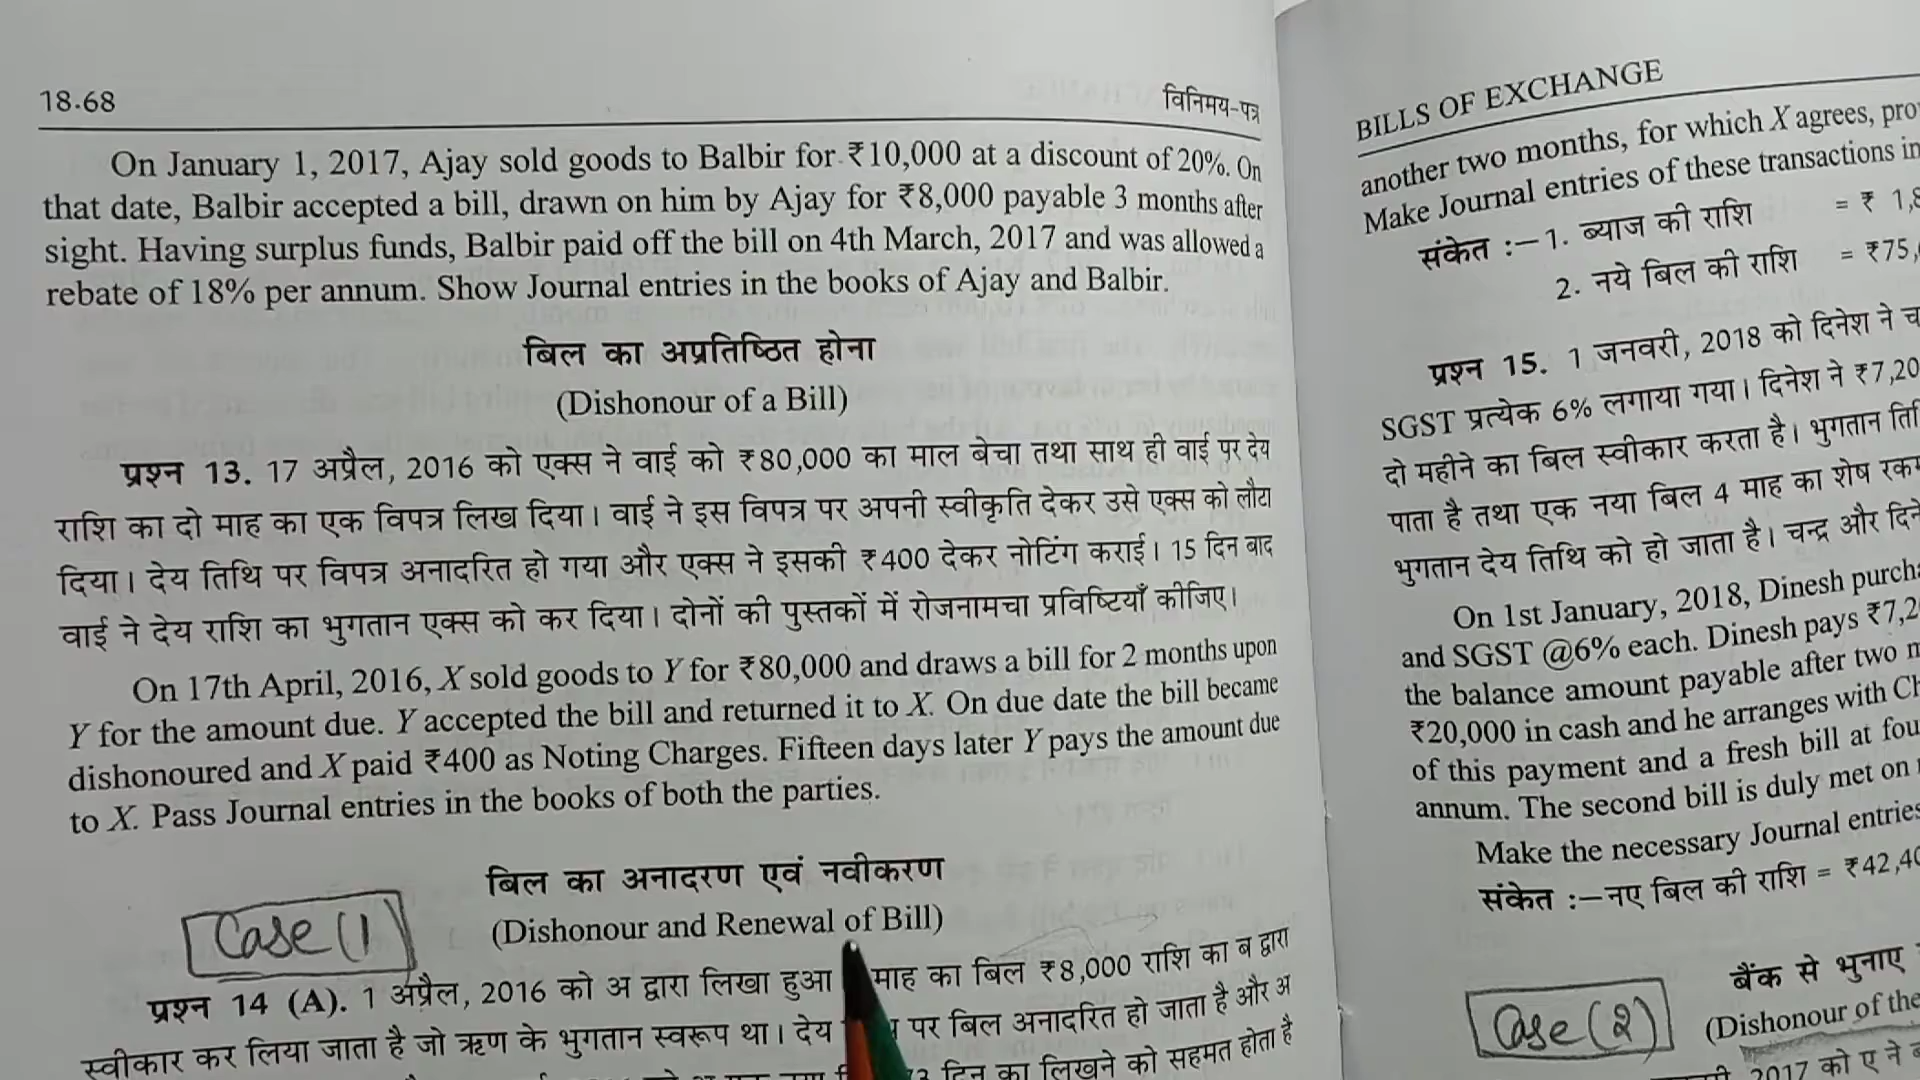 18.68
विनिमय-पत्र
On January 1, 2017, Ajay sold goods to Balbir for ₹10,000 at a discount of 20%. On
that date, Balbir accepted a bill, drawn on him by Ajay for ₹8,000 payable 3 months after
sight. Having surplus funds, Balbir paid off the bill on 4th March, 2017 and was allowed a
rebate of 18% per annum. Show Journal entries in the books of Ajay and Balbir.
बिल का अप्रतिष्ठित होना
(Dishonour of a Bill)
प्रश्न 13. 17 अप्रैल, 2016 को एक्स ने वाई को ₹80,000 का माल बेचा तथा साथ ही वाई पर देय
राशि का दो माह का एक विपत्र लिख दिया। वाई ने इस विपत्र पर अपनी स्वीकृति देकर उसे एक्स को लौटा
दिया। देय तिथि पर विपत्र अनादरित हो गया और एक्स ने इसकी ₹400 देकर नोटिंग कराई। 15 दिन बाद
वाई ने देय राशि का भुगतान एक्स को कर दिया। दोनों की पुस्तकों में रोजनामचा प्रविष्टियाँ कीजिए।
On 17th April, 2016, X sold goods to Y for ₹80,000 and draws a bill for 2 months upon
Y for the amount due. Y accepted the bill and returned it to X. On due date the bill became
dishonoured and X paid ₹400 as Noting Charges. Fifteen days later Y pays the amount due
to X. Pass Journal entries in the books of both the parties.
बिल का अनादरण एवं नवीकरण
Case (1)
(Dishonour and Renewal of Bill)
प्रश्न 14 (A). 1 अप्रैल, 2016 को अ द्वारा लिखा हुआ माह का बिल ₹8,000 राशि का ब द्वारा
स्वीकार कर लिया जाता है जो ऋण के भुगतान स्वरूप था। देय पर बिल अनादरित हो जाता है और अ
दिन का लिखने को सहमत होता है
BILLS OF EXCHANGE
another two months, for which X agrees,
Make Journal entries of these transactions
संकेत :–1. ब्याज की राशि = ₹ 1,8
2. नये बिल की राशि = ₹75,
प्रश्न 15. 1 जनवरी, 2018 को दिनेश ने
SGST प्रत्येक 6% लगाया गया। दिनेश ने ₹7,20
दो महीने का बिल स्वीकार करता है। भुगतान
पाता है तथा एक नया बिल 4 माह का शेष
भुगतान देय तिथि को हो जाता है। चन्द्र और
On 1st January, 2018, Dinesh
and SGST @6% each. Dinesh pays ₹7,2
the balance amount payable after two
₹20,000 in cash and he arranges with
of this payment and a fresh bill at
annum. The second bill is duly met on
Make the necessary Journal entries
संकेत :–नए बिल की राशि = ₹42,40
बैंक से भुनाए
Case (2)
(Dishonour of the
2017 को ए ने